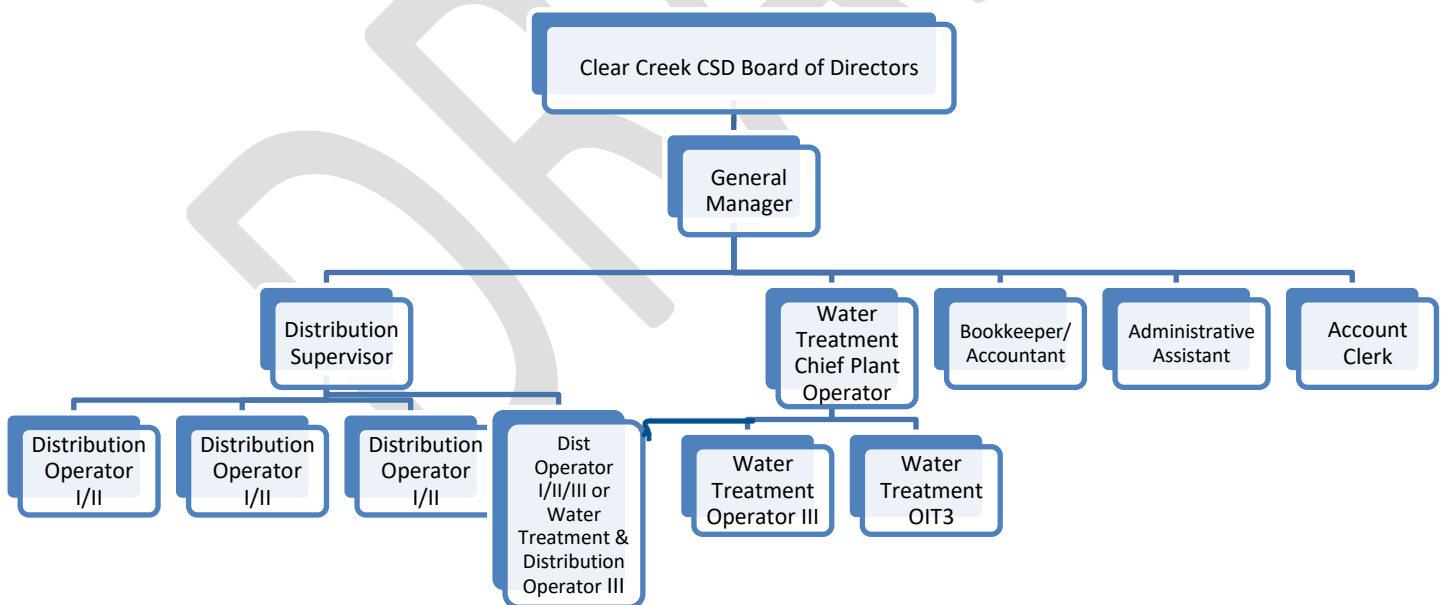 Clear Creek CSD Board of Directors
General
Manager
Distribution
Supervisor
Water
Treatment
Chief Plant
Operator
Bookkeeper/
Accountant
Administrative
Assistant
Account
Clerk
Distribution
Operator
I/II
Distribution
Operator
I/II
Distribution
Operator
I/II
Dist
Operator
I/II/III or
Water
Treatment &
Distribution
Operator III
Water
Treatment
Operator III
Water
Treatment
OIT3